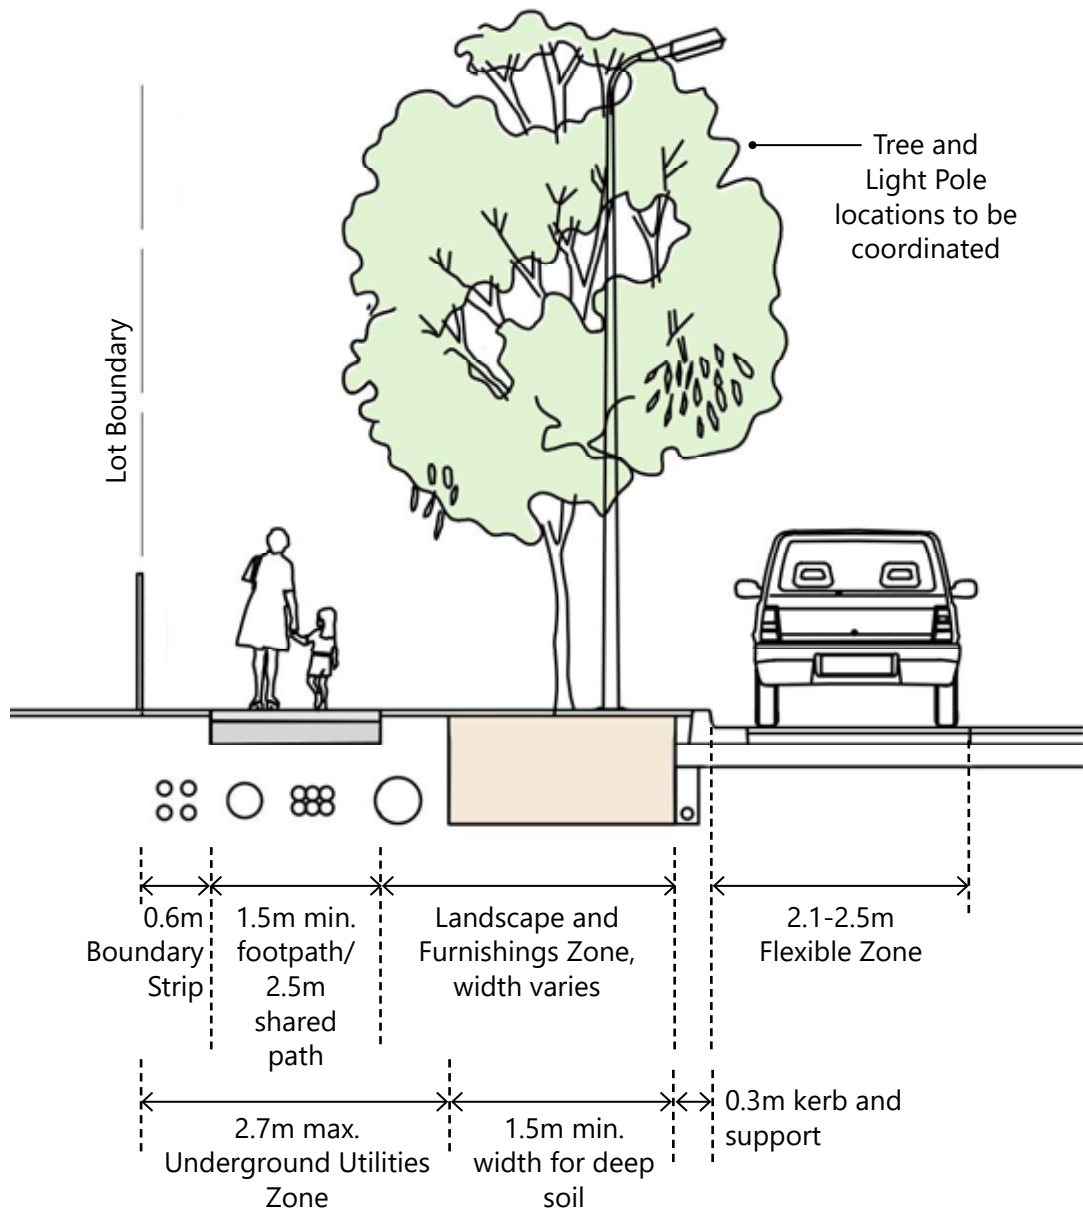 Tree and
Light Pole
locations to be
coordinated
Lot Boundary
0.6m
Boundary
Strip
1.5m min.
footpath/
2.5m
shared
path
Landscape and
Furnishings Zone,
width varies
2.1-2.5m
Flexible Zone
2.7m max.
Underground Utilities
Zone
1.5m min.
width for deep
soil
0.3m kerb and
support